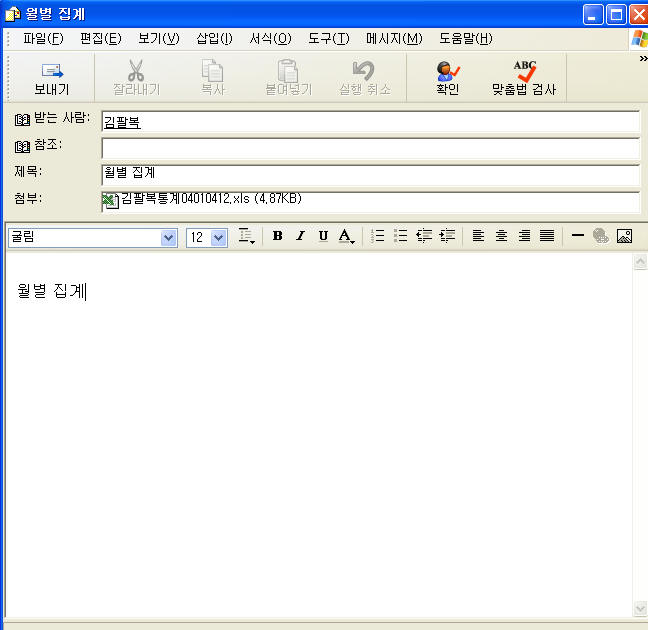 월별 집계
파일(F) 편집(E) 보기(V) 삽입(I) 서식(O) 도구(T) 메시지(M) 도움말(H)
ABC
보내기 잘라내기 복사 붙여넣기 실행 취소 확인 맞춤법 검사
받는 사람: 김팔복
참조:
제목: 월별 집계
첨부: 김팔복통계04010412.xls (4.87KB)
굴림 12 B I U A
월별 집계